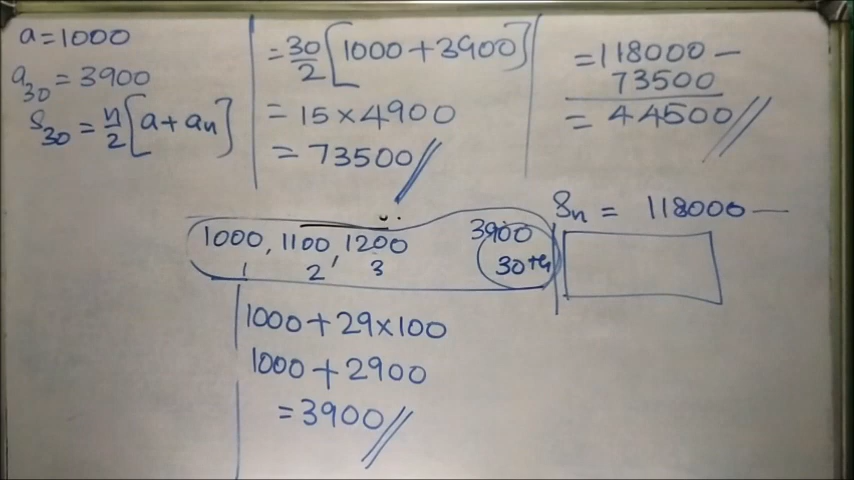 a = 1000
a30 = 3900
S30 = n/2 [a + an]
= 30/2 [1000 + 3900]
= 15 × 4900
= 73500
= 118000 –
73500
= 44500
Sn = 118000 —
1000, 1100, 1200 3900
1 2 3 30th
1000 + 29 × 100
1000 + 2900
= 3900